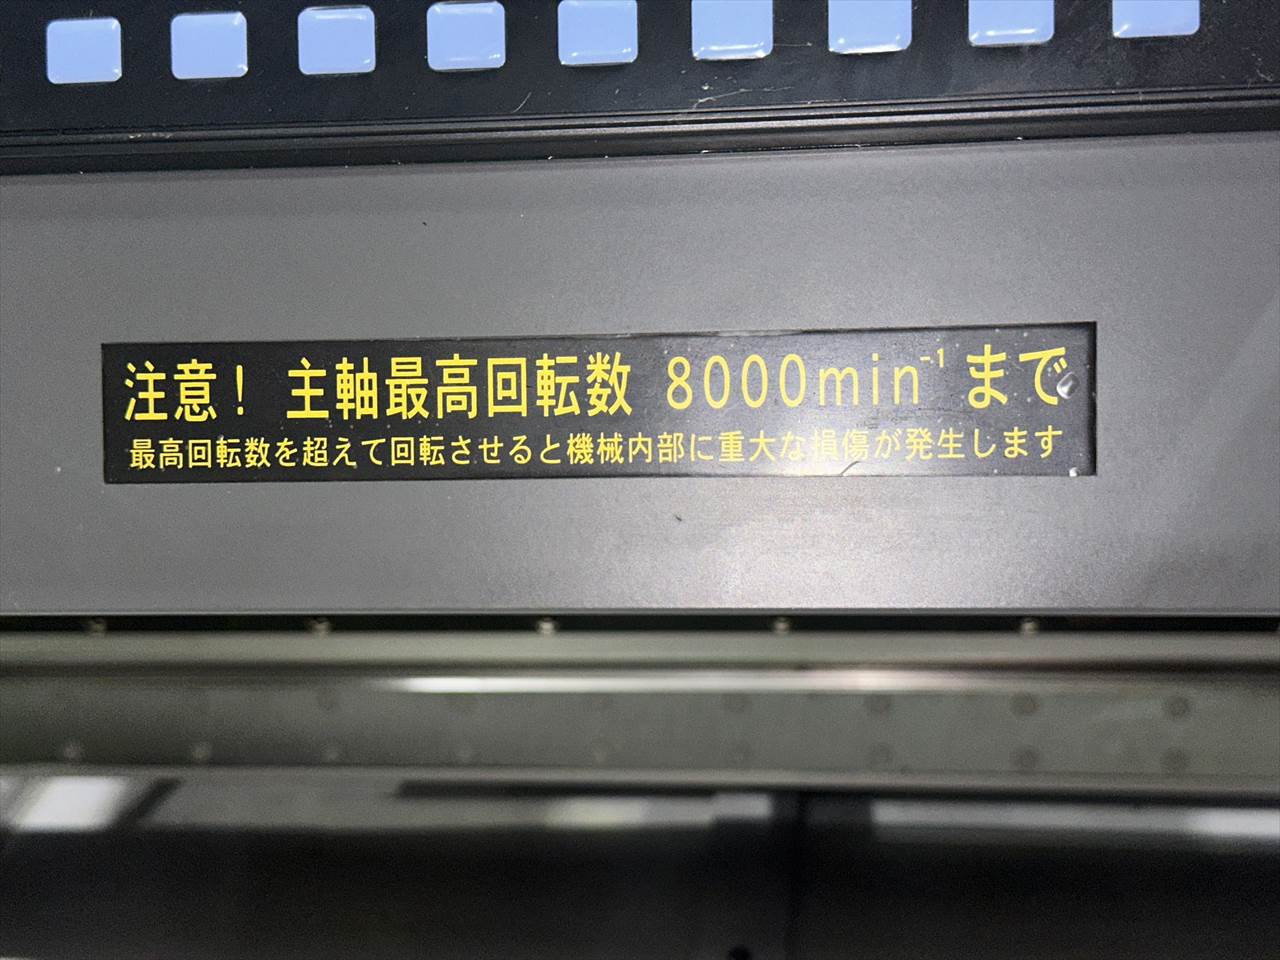 注意！ 主軸最高回転数 8000min⁻¹まで
最高回転数を超えて回転させると機械内部に重大な損傷が発生します